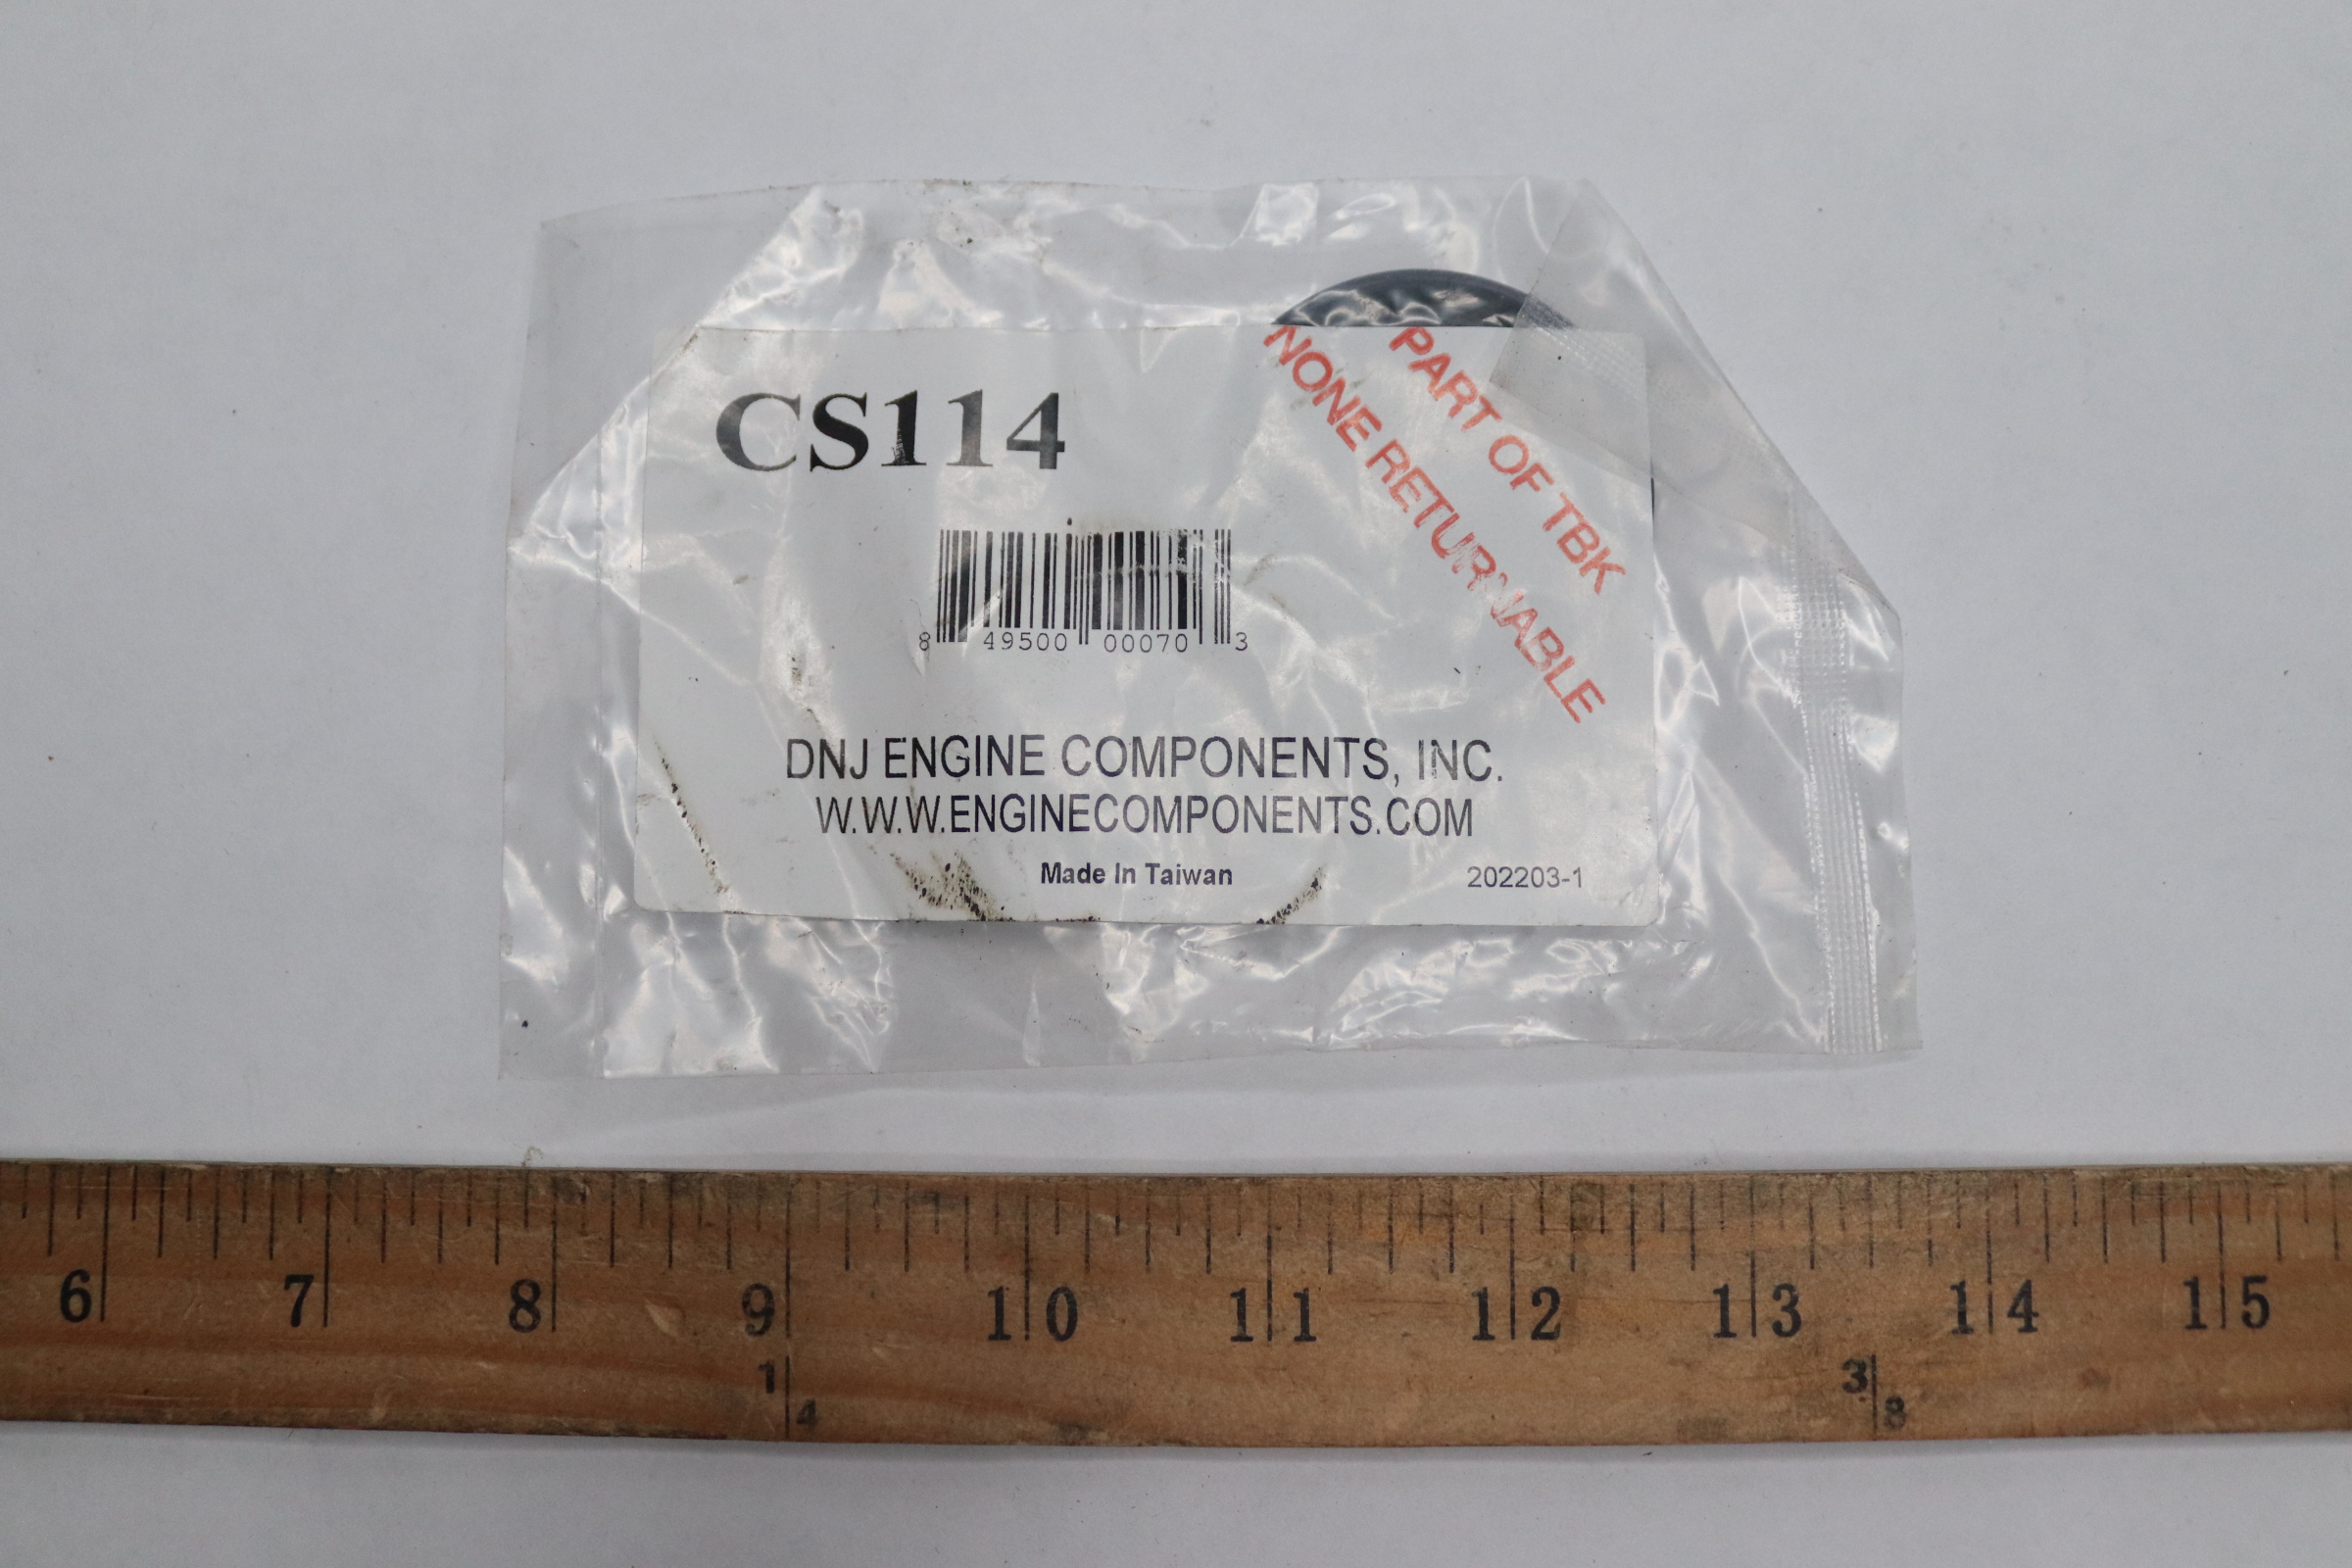 CS114
PART OF TBK
NONE RETURNABLE
8 49500 00070 3
DNJ ENGINE COMPONENTS, INC.
W.W.W.ENGINECOMPONENTS.COM
Made In Taiwan
202203-1
6 7 8 9 10 11 12 13 14 15
1 4 3 8